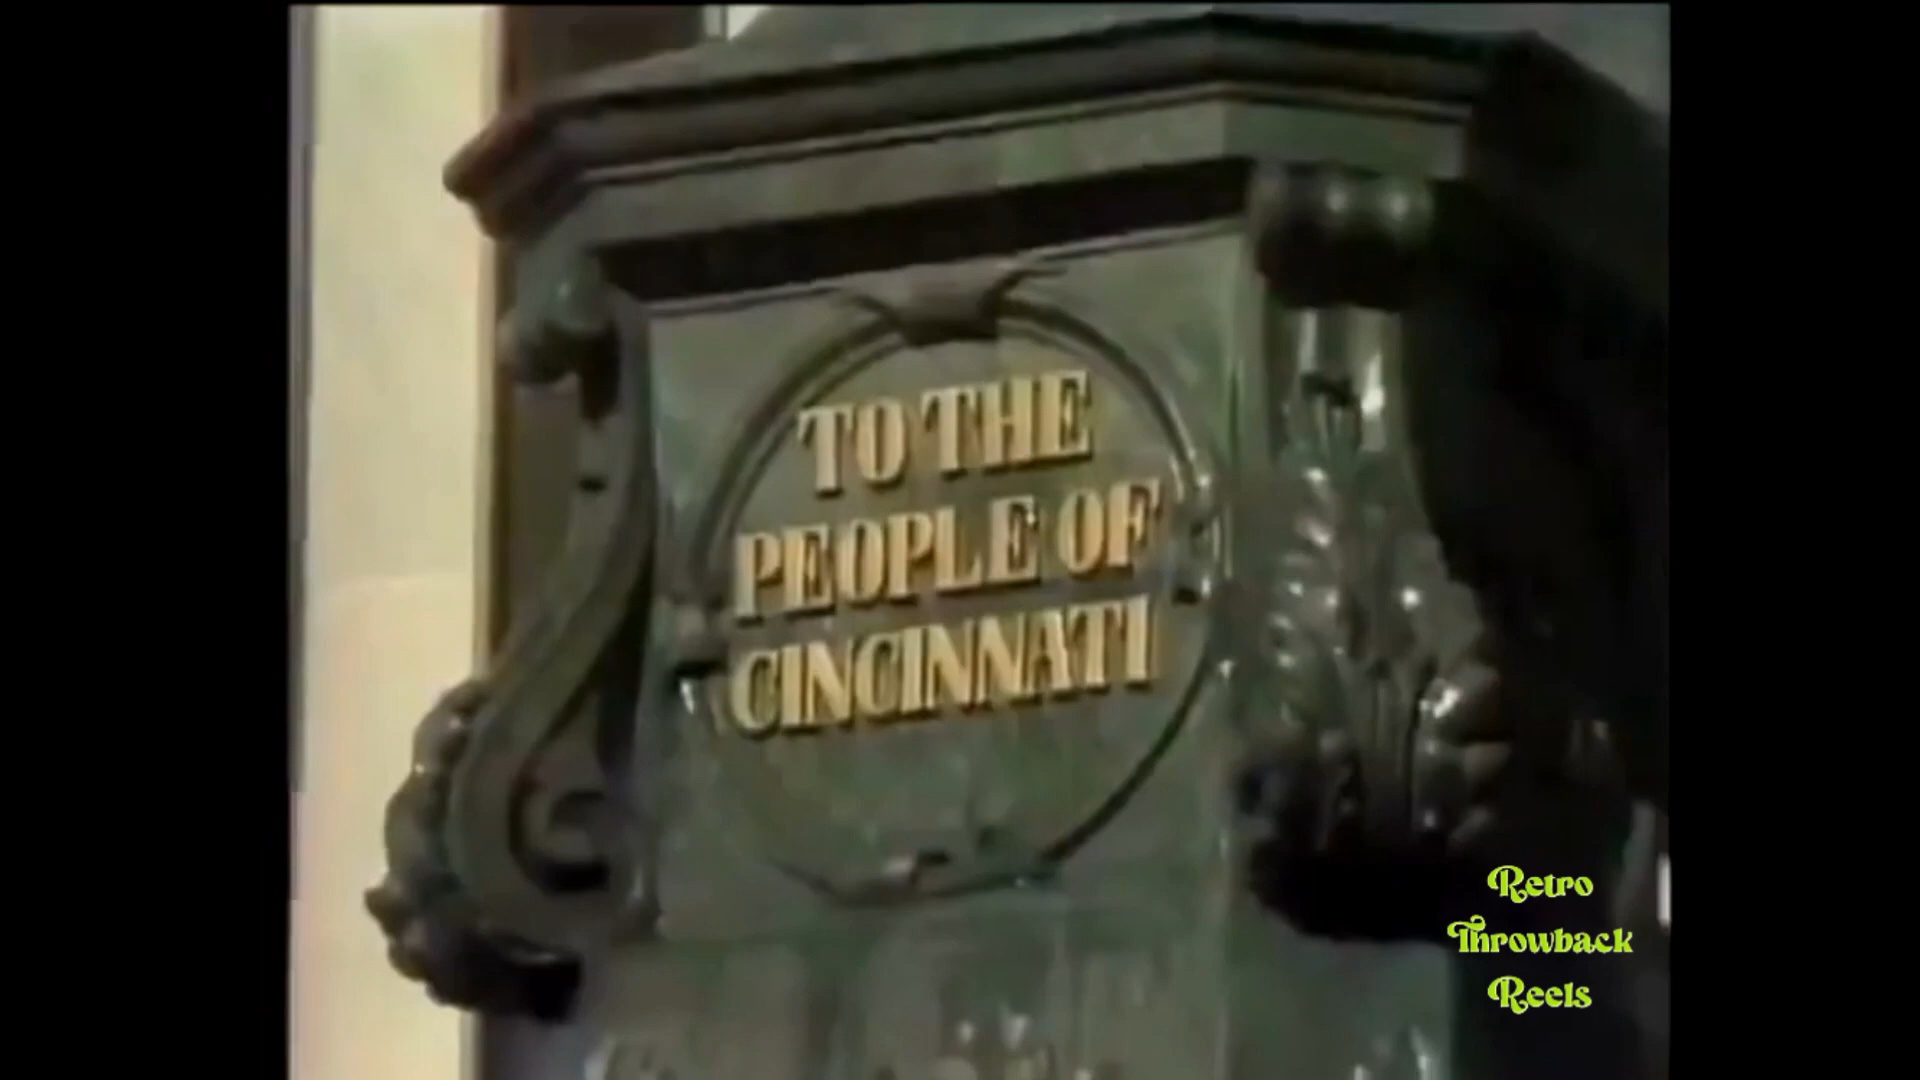 TO THE
PEOPLE OF
CINCINNATI
Retro
Throwback
Reels